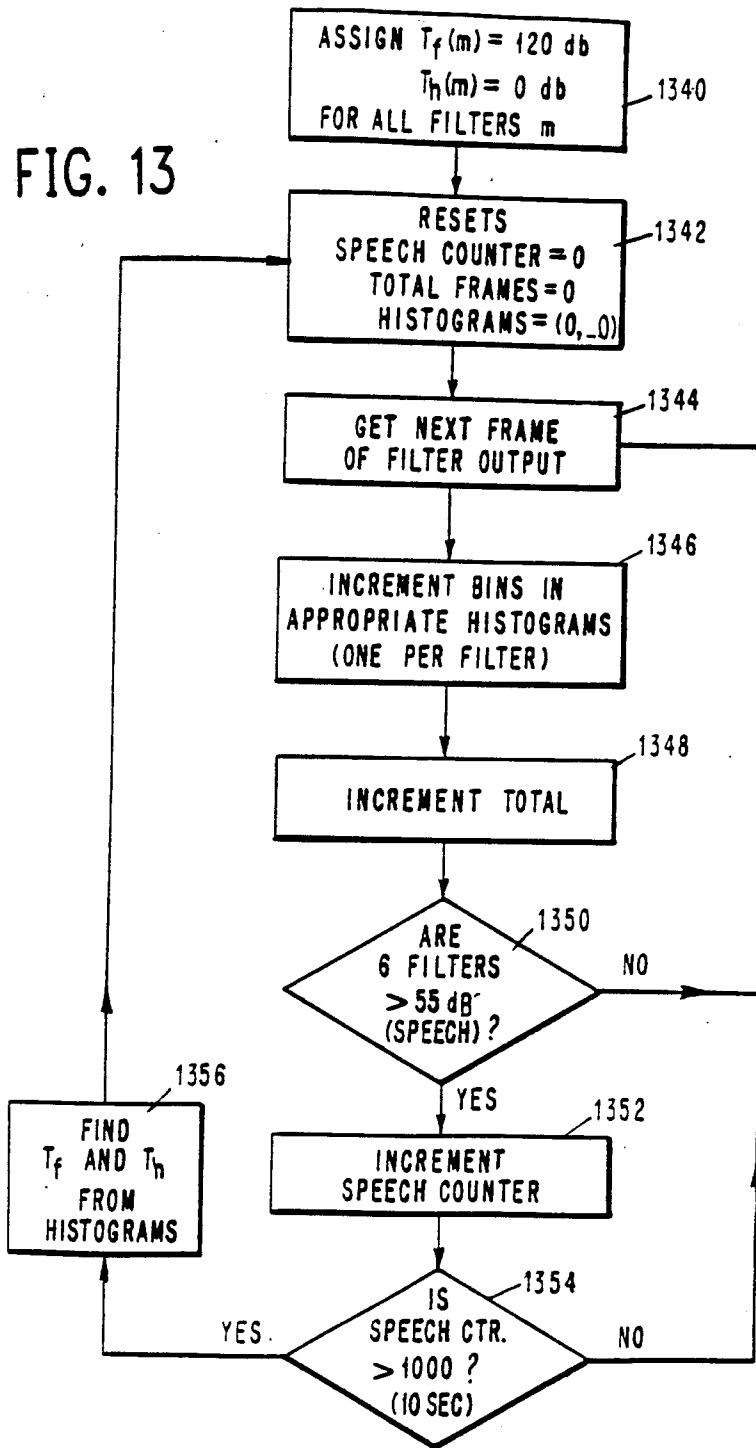 FIG. 13
ASSIGN Tf(m) = 120 db
Th(m) = 0 db
FOR ALL FILTERS m
1340
RESETS
SPEECH COUNTER = 0
TOTAL FRAMES = 0
HISTOGRAMS = (0,_0)
1342
GET NEXT FRAME
OF FILTER OUTPUT
1344
INCREMENT BINS IN
APPROPRIATE HISTOGRAMS
(ONE PER FILTER)
1346
INCREMENT TOTAL
1348
ARE
6 FILTERS
> 55 dB
(SPEECH) ?
1350
NO
YES
INCREMENT
SPEECH COUNTER
1352
IS
SPEECH CTR.
> 1000 ?
(10 SEC)
1354
NO
YES
FIND
Tf AND Th
FROM
HISTOGRAMS
1356